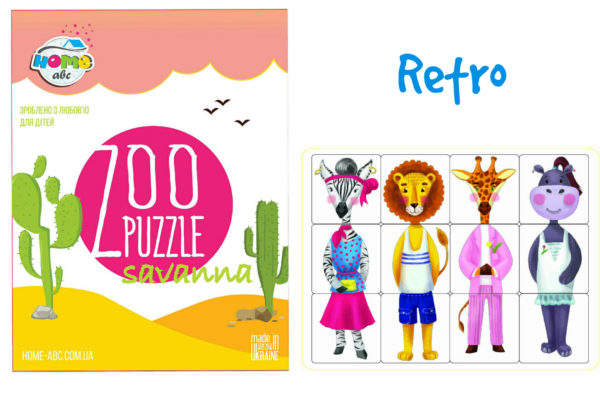 HOME
abc
ЗРОБЛЕНО З ЛЮБОВ'Ю
ДЛЯ ДІТЕЙ
ZOO
PUZZLE
savanna
HOME-ABC.COM.UA
made in
UKRAINE
Retro